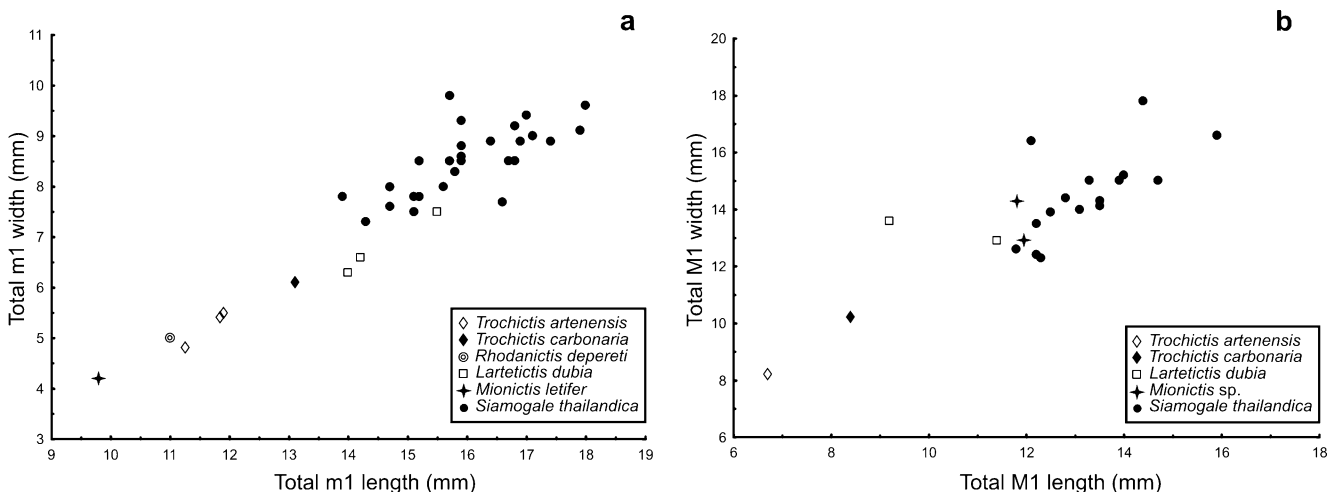 a
11
10
9
8
7
6
5
4
3
Total m1 width (mm)
9 10 11 12 13 14 15 16 17 18 19
Total m1 length (mm)
Trochictis artenensis
Trochictis carbonaria
Rhodanictis depereti
Lartetictis dubia
Mionictis letifer
Siamogale thailandica
b
20
18
16
14
12
10
8
6
Total M1 width (mm)
6 8 10 12 14 16 18
Total M1 length (mm)
Trochictis artenensis
Trochictis carbonaria
Lartetictis dubia
Mionictis sp.
Siamogale thailandica